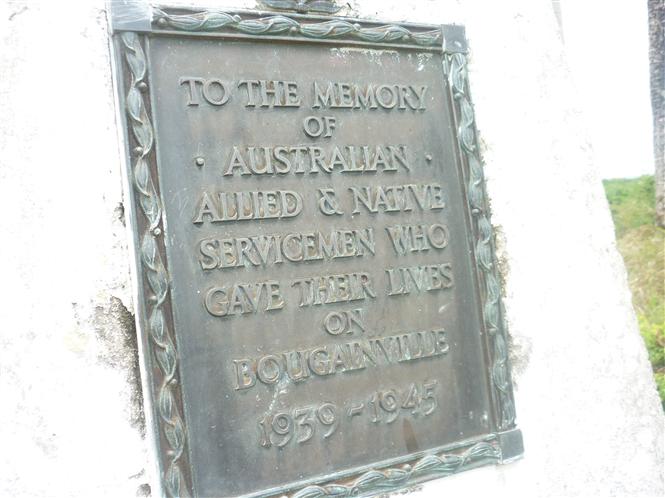 TO THE MEMORY
OF
· AUSTRALIAN ·
ALLIED & NATIVE
SERVICEMEN WHO
GAVE THEIR LIVES
ON
BOUGAINVILLE
1939-1945